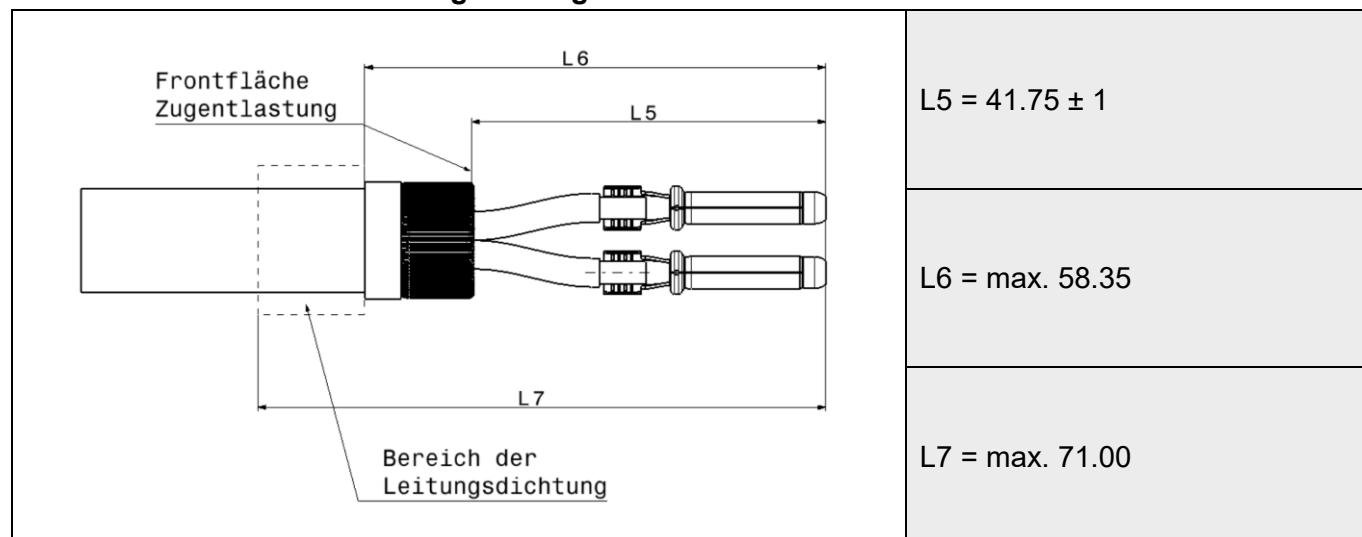 L6
Frontfläche
Zugentlastung
L5
L7
Bereich der
Leitungsdichtung
L5 = 41.75 ± 1
L6 = max. 58.35
L7 = max. 71.00